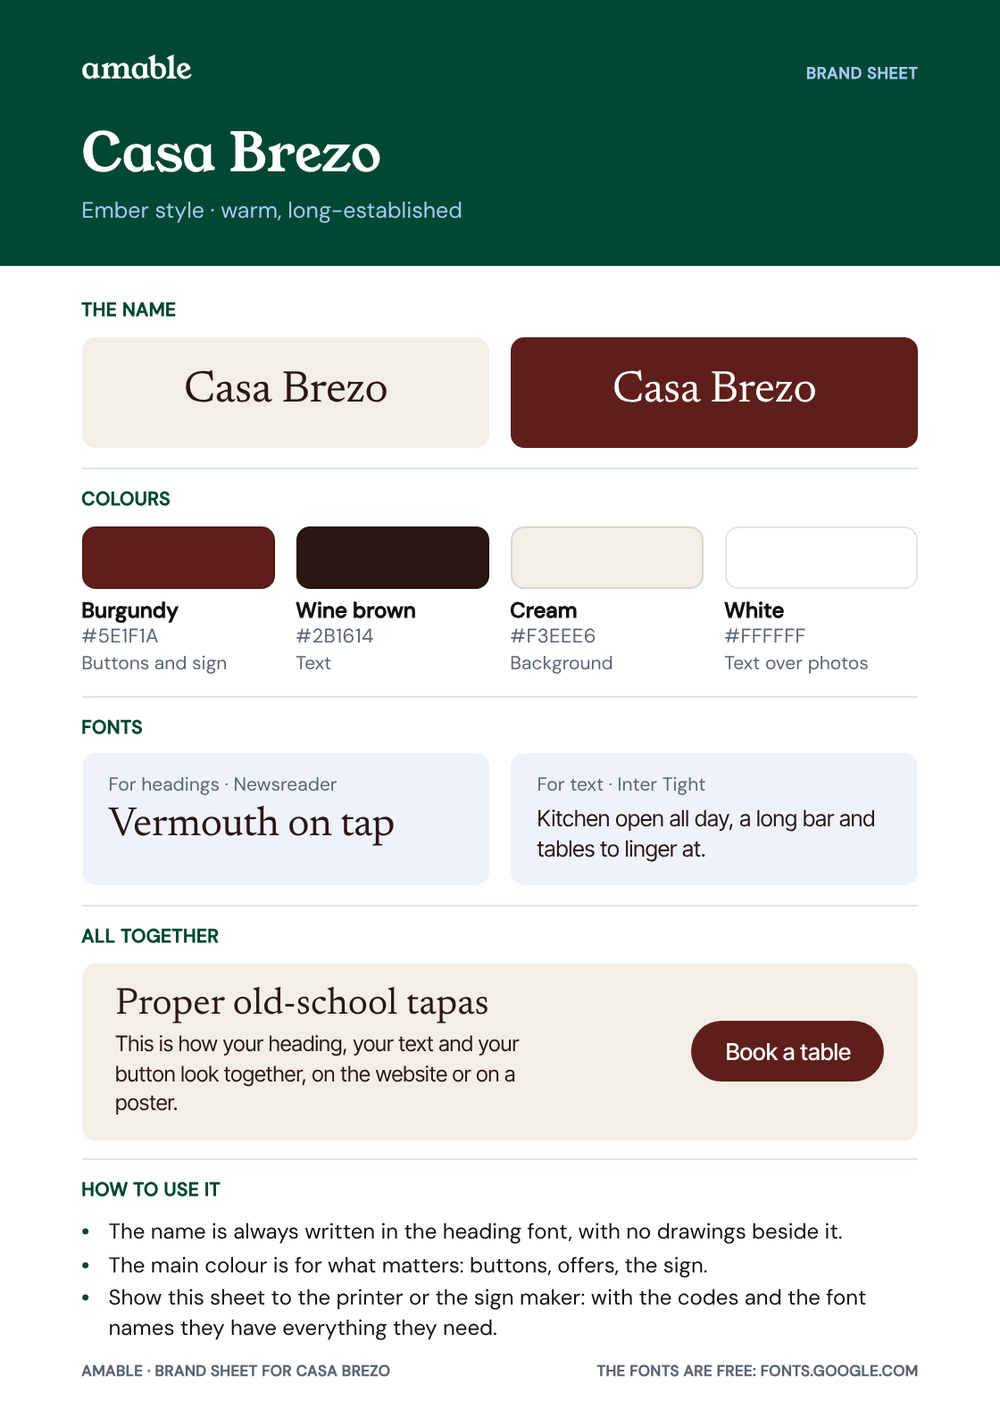 amable
BRAND SHEET
Casa Brezo
Ember style · warm, long-established
THE NAME
Casa Brezo
Casa Brezo
COLOURS
Burgundy
#5E1F1A
Buttons and sign
Wine brown
#2B1614
Text
Cream
#F3EEE6
Background
White
#FFFFFF
Text over photos
FONTS
For headings · Newsreader
Vermouth on tap
For text · Inter Tight
Kitchen open all day, a long bar and
tables to linger at.
ALL TOGETHER
Proper old-school tapas
This is how your heading, your text and your
button look together, on the website or on a
poster.
Book a table
HOW TO USE IT
• The name is always written in the heading font, with no drawings beside it.
• The main colour is for what matters: buttons, offers, the sign.
• Show this sheet to the printer or the sign maker: with the codes and the font
names they have everything they need.
AMABLE · BRAND SHEET FOR CASA BREZO
THE FONTS ARE FREE: FONTS.GOOGLE.COM